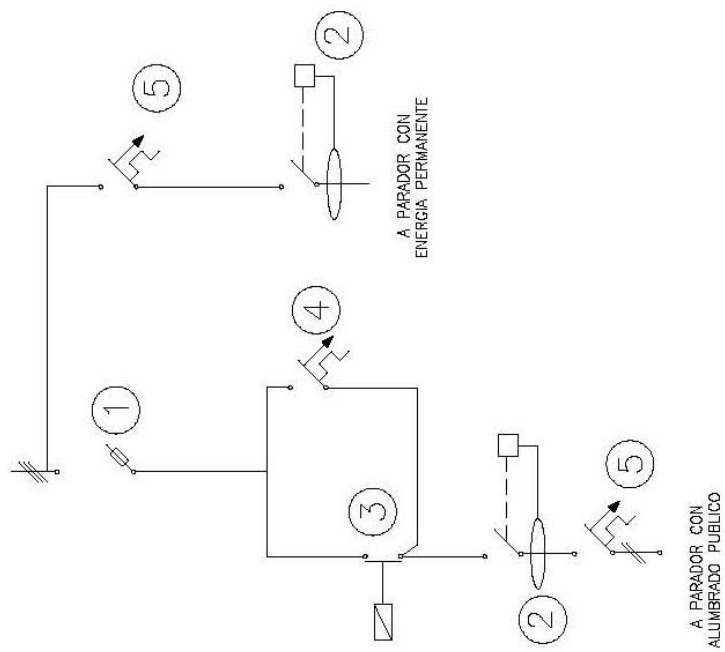 5
2
A PARADOR CON
ENERGIA PERMANENTE
1
4
3
2
5
A PARADOR CON
ALUMBRADO PUBLICO